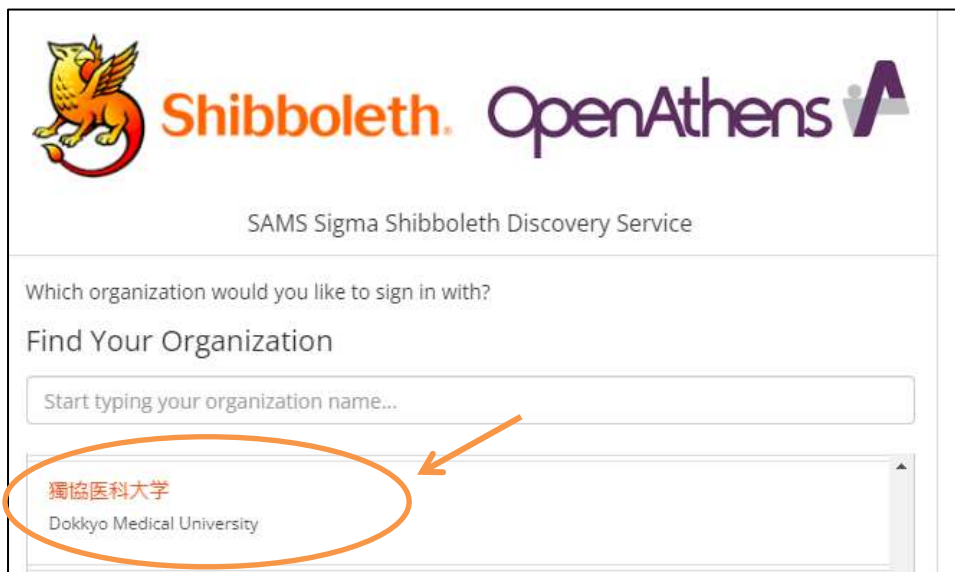 Shibboleth. OpenAthens
SAMS Sigma Shibboleth Discovery Service
Which organization would you like to sign in with?
Find Your Organization
Start typing your organization name...
獨協医科大学
Dokkyo Medical University